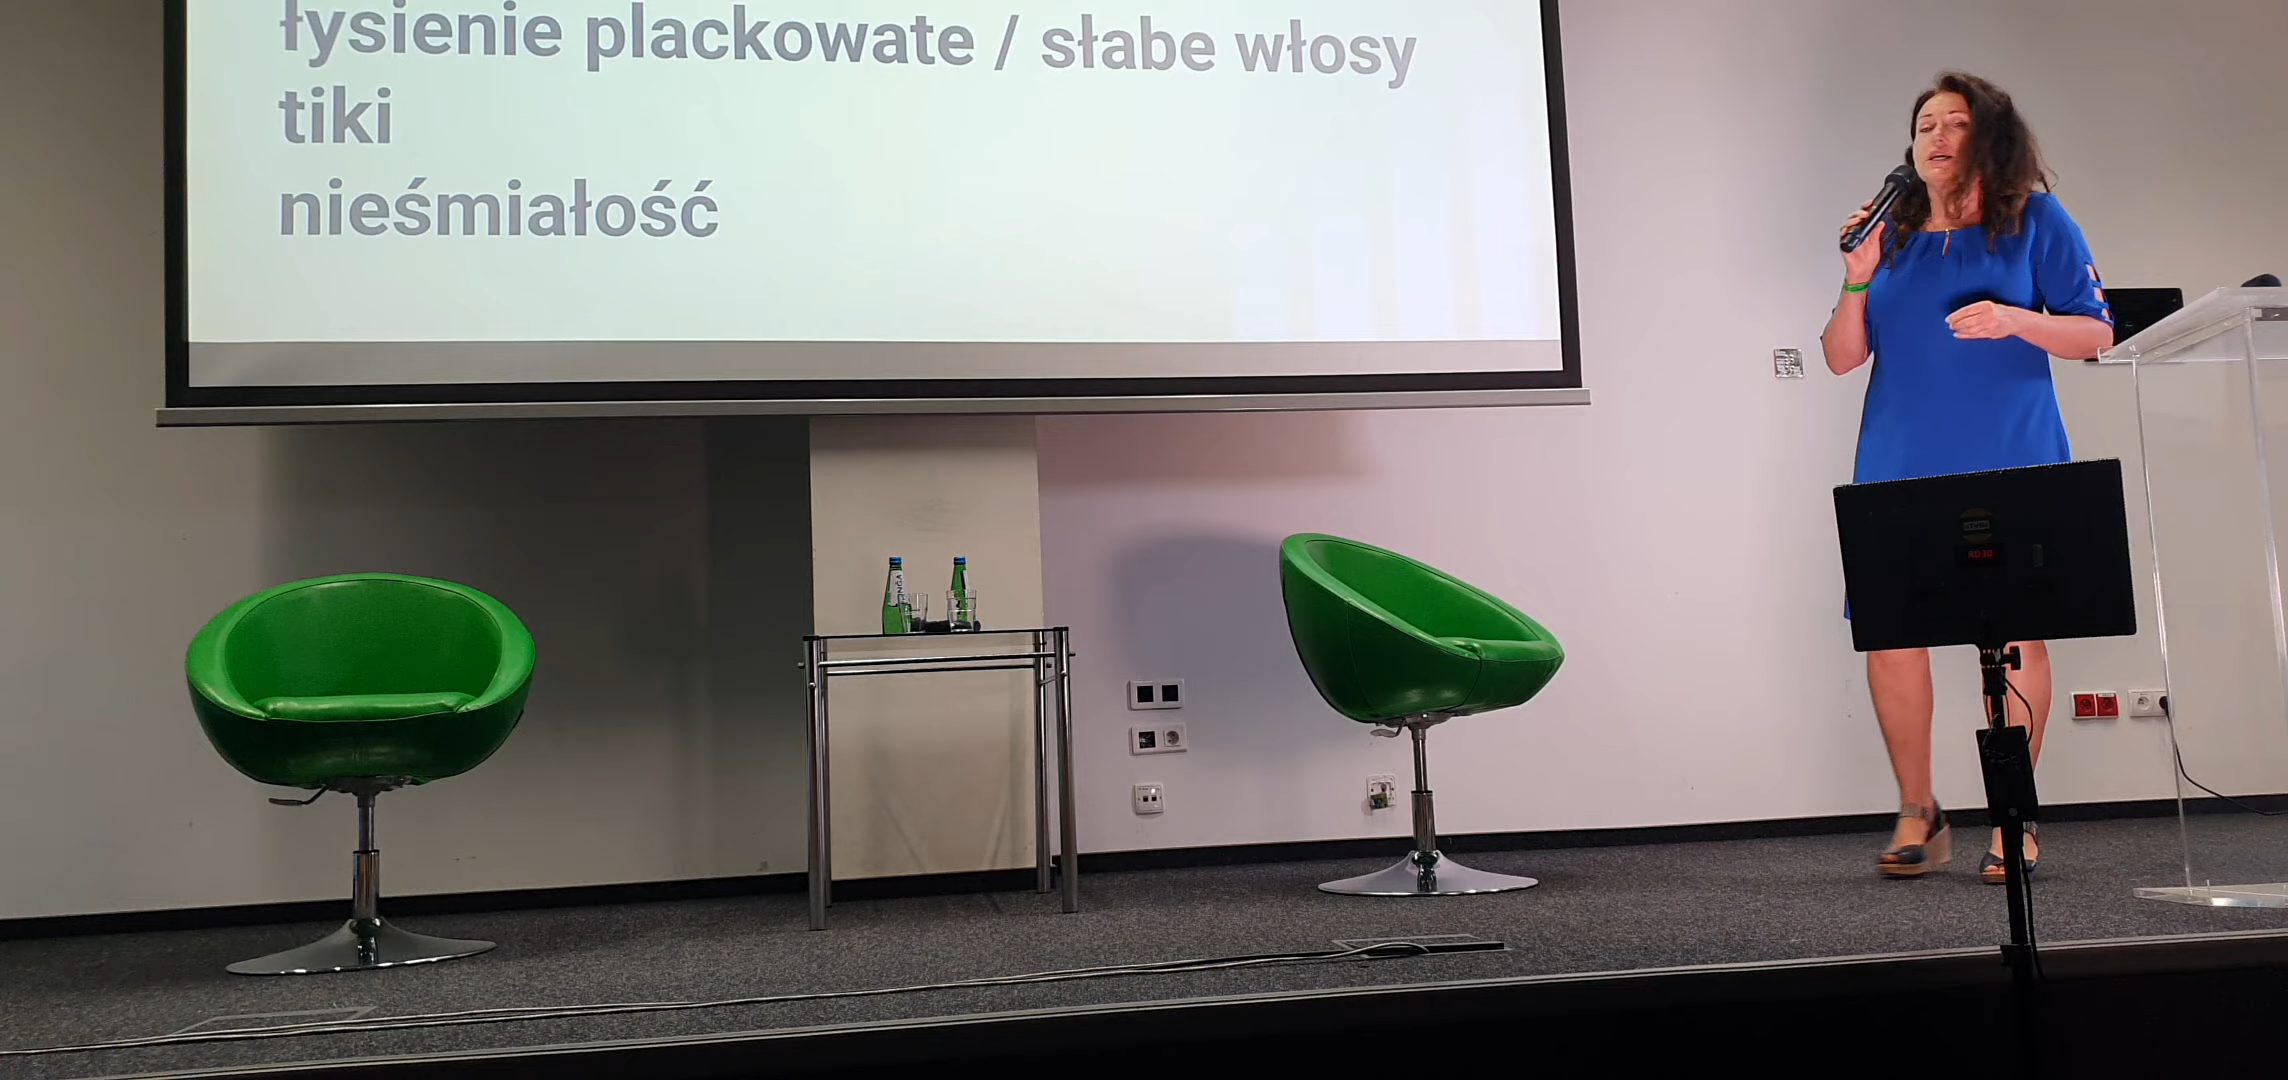 łysienie plackowate / słabe włosy
tiki
nieśmiałość